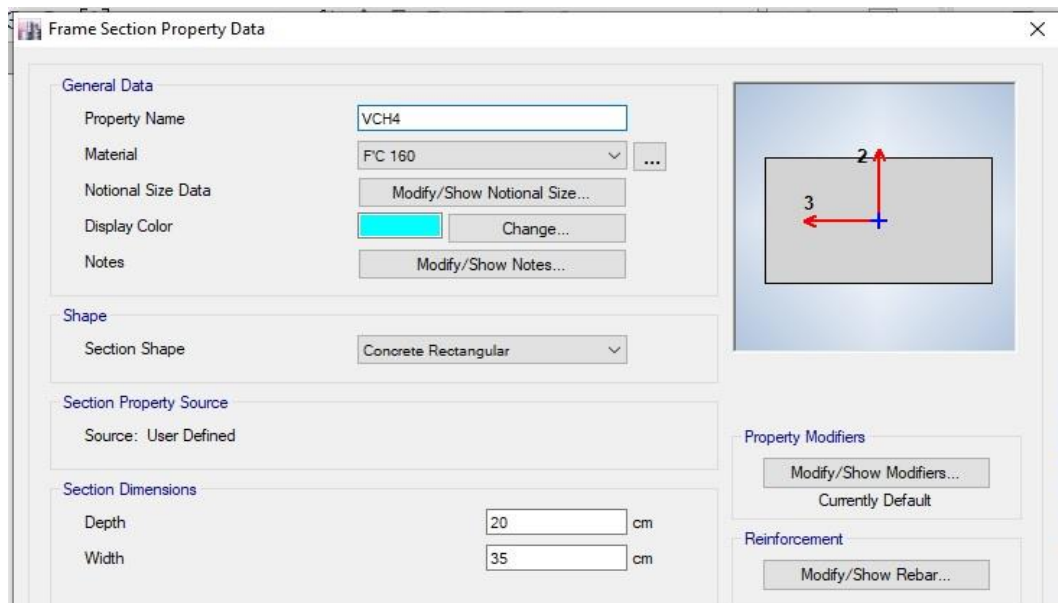 Frame Section Property Data
General Data
Property Name VCH4
Material F'C 160 ...
Notional Size Data Modify/Show Notional Size...
Display Color Change...
Notes Modify/Show Notes...
2
3
Shape
Section Shape Concrete Rectangular
Section Property Source
Source: User Defined
Property Modifiers
Modify/Show Modifiers...
Currently Default
Section Dimensions
Depth 20 cm
Width 35 cm
Reinforcement
Modify/Show Rebar...